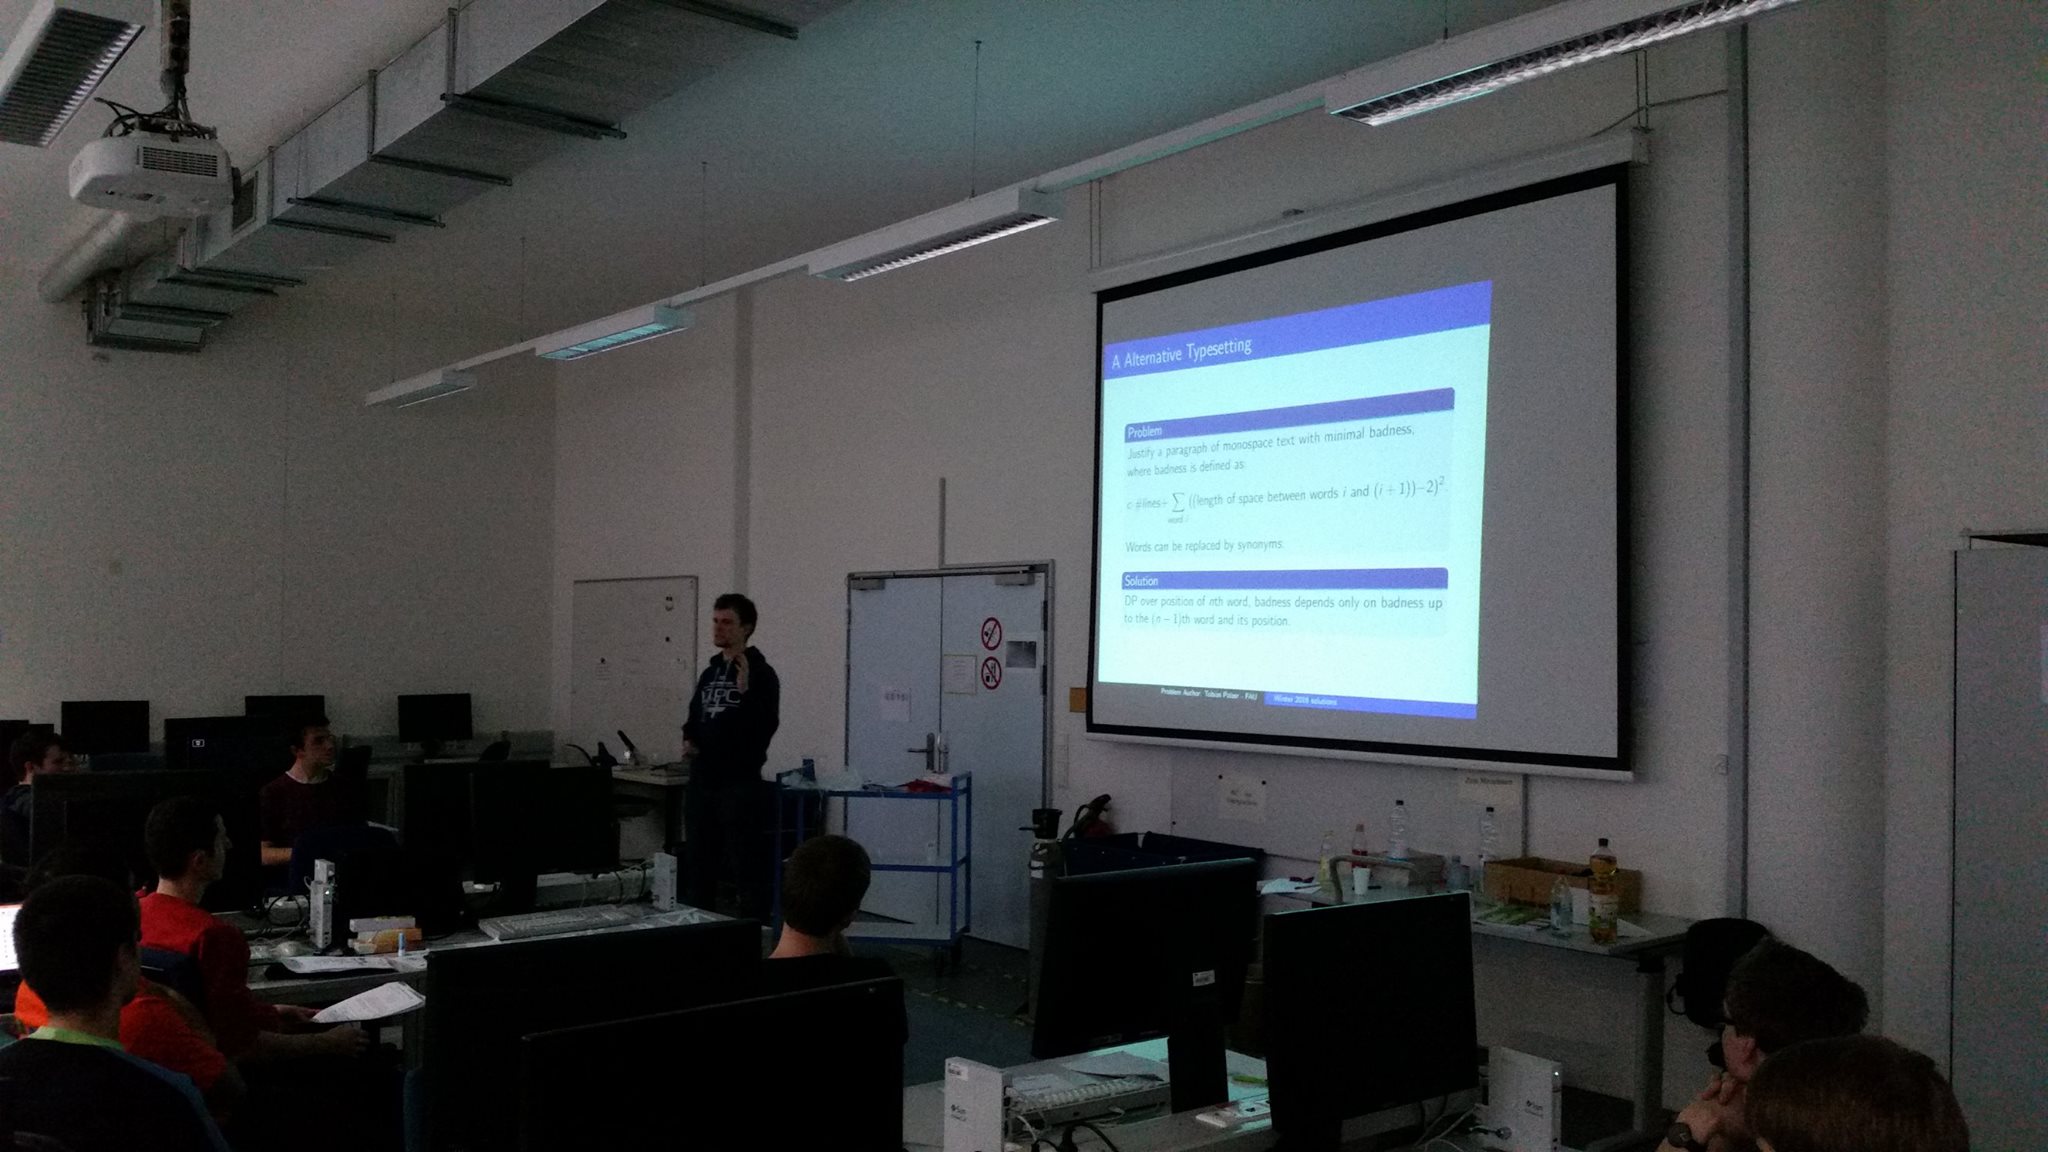 A Alternative Typesetting
Problem
Justify a paragraph of monospace text with minimal badness,
where badness is defined as:
c·#lines+ ∑ ((length of space between words i and (i + 1))−2)².
word i
Words can be replaced by synonyms.
Solution
DP over position of nth word, badness depends only on badness up
to the (n − 1)th word and its position.
Problem Author: Tobias Polzer - FAU
Winter 2015 solutions
Sun
Sun